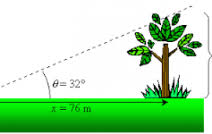 θ = 32°
x = 76 m